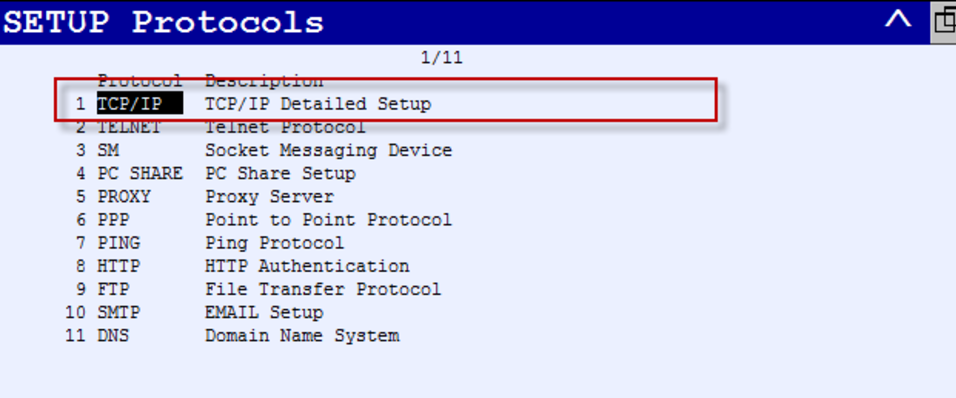 SETUP Protocols
1/11
Protocol Description
1 TCP/IP TCP/IP Detailed Setup
2 TELNET Telnet Protocol
3 SM Socket Messaging Device
4 PC SHARE PC Share Setup
5 PROXY Proxy Server
6 PPP Point to Point Protocol
7 PING Ping Protocol
8 HTTP HTTP Authentication
9 FTP File Transfer Protocol
10 SMTP EMAIL Setup
11 DNS Domain Name System